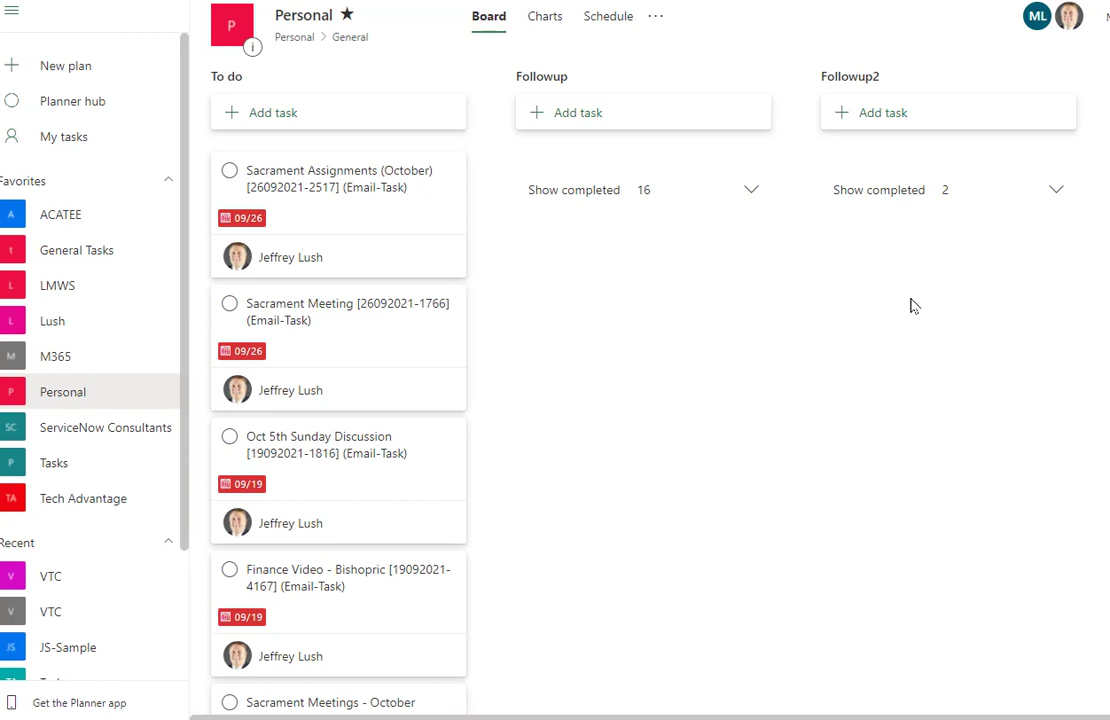 New plan
Planner hub
My tasks
Favorites
A ACATEE
t General Tasks
L LMWS
L Lush
M M365
P Personal
SC ServiceNow Consultants
P Tasks
TA Tech Advantage
Recent
V VTC
V VTC
JS JS-Sample
Get the Planner app
P
Personal
Personal > General
Board Charts Schedule ...
ML
To do
Add task
Sacrament Assignments (October)
[26092021-2517] (Email-Task)
09/26
Jeffrey Lush
Sacrament Meeting [26092021-1766]
(Email-Task)
09/26
Jeffrey Lush
Oct 5th Sunday Discussion
[19092021-1816] (Email-Task)
09/19
Jeffrey Lush
Finance Video - Bishopric [19092021-
4167] (Email-Task)
09/19
Jeffrey Lush
Sacrament Meetings - October
Followup
Add task
Show completed 16
Followup2
Add task
Show completed 2